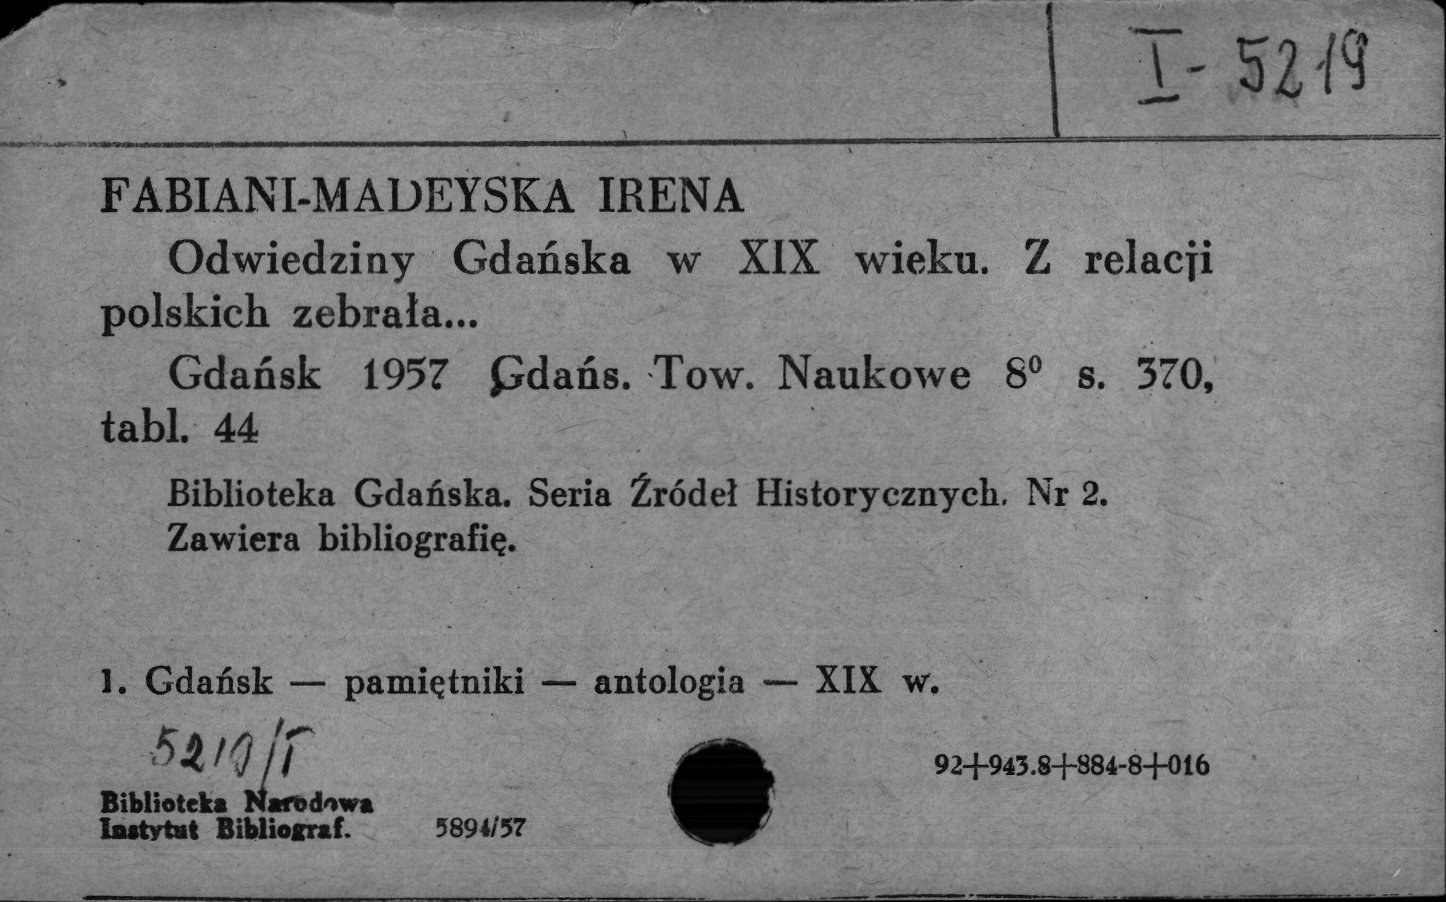 I - 5219
FABIANI-MADEYSKA IRENA
Odwiedziny Gdańska w XIX wieku. Z relacji
polskich zebrała...
Gdańsk 1957 Gdańs. Tow. Naukowe 8⁰ s. 370,
tabl. 44
Biblioteka Gdańska. Seria Źródeł Historycznych. Nr 2.
Zawiera bibliografię.
1. Gdańsk — pamiętniki — antologia — XIX w.
5219/I
92+943.8+884-8+016
Biblioteka Narodowa
Instytut Bibliograf. 5894/57